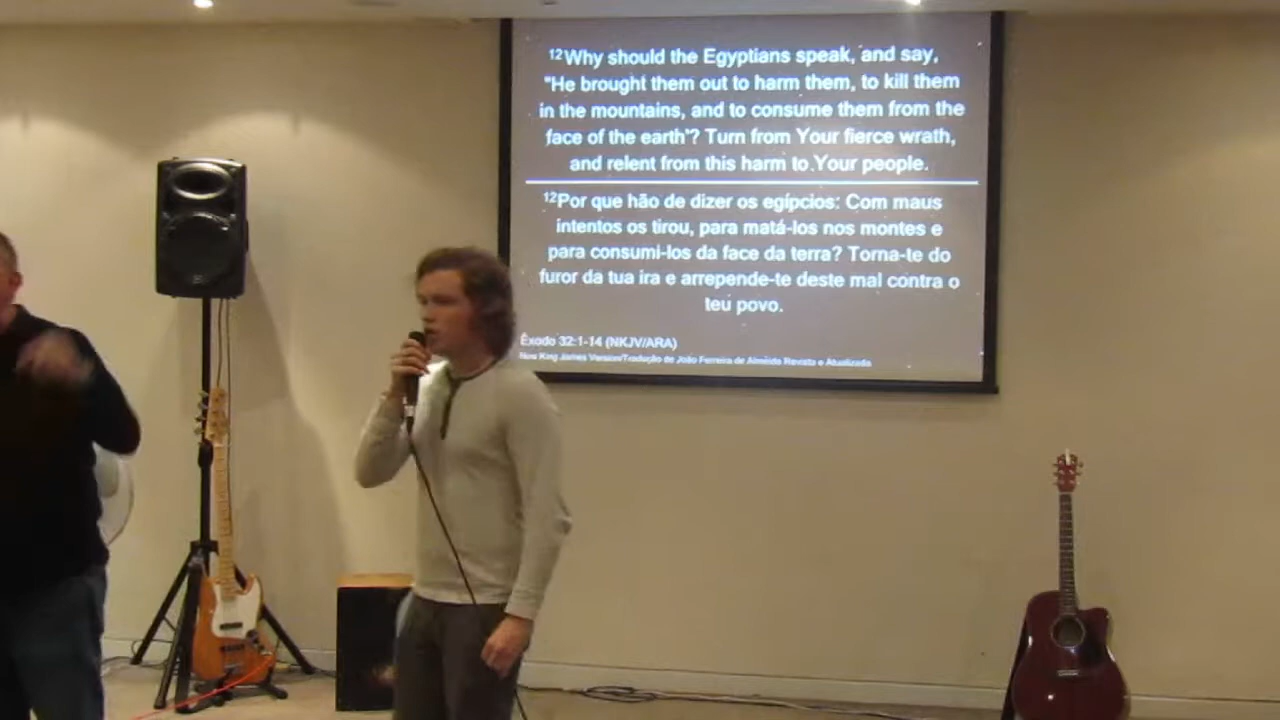 12Why should the Egyptians speak, and say,
"He brought them out to harm them, to kill them
in the mountains, and to consume them from the
face of the earth"? Turn from Your fierce wrath,
and relent from this harm to Your people.
12Por que hão de dizer os egípcios: Com maus
intentos os tirou, para matá-los nos montes e
para consumi-los da face da terra? Torna-te do
furor da tua ira e arrepende-te deste mal contra o
teu povo.
Êxodo 32:1-14 (NKJV/ARA)
New King James Version/Tradução de João Ferreira de Almeida Revista e Atualizada